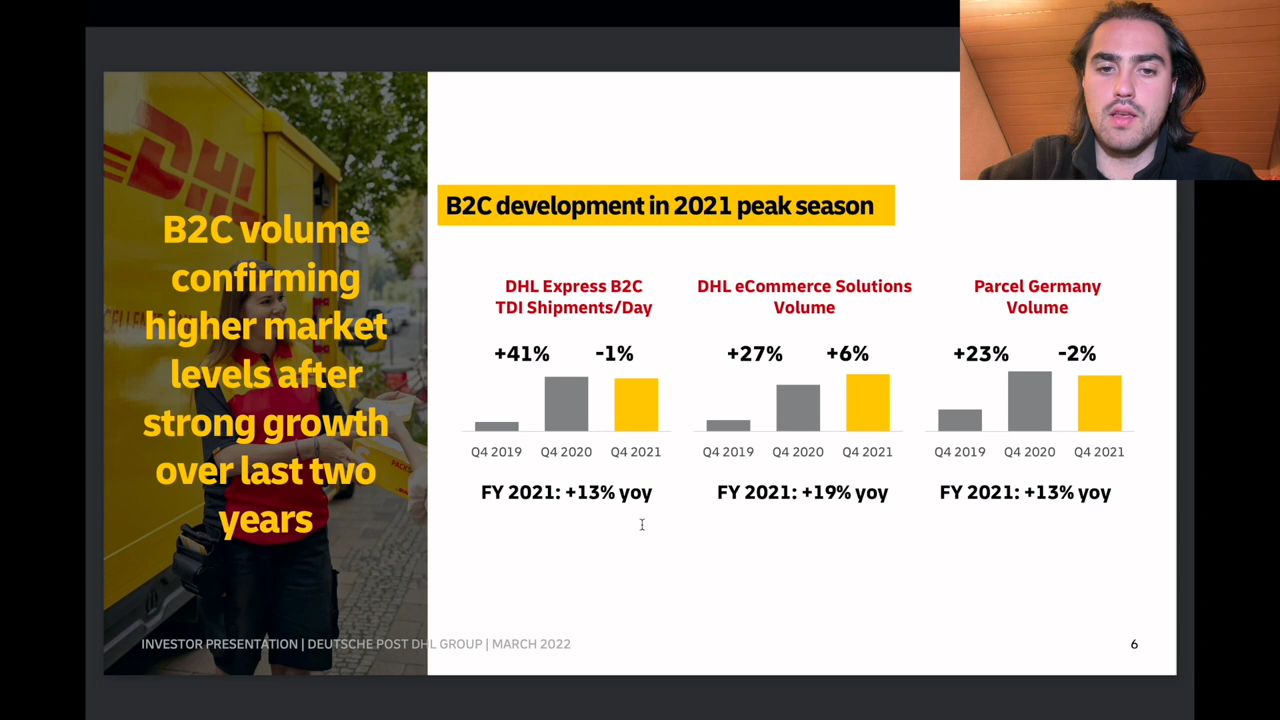 DHL
B2C volume
confirming
higher market
levels after
strong growth
over last two
years
B2C development in 2021 peak season
DHL Express B2C
TDI Shipments/Day
+41% -1%
Q4 2019 Q4 2020 Q4 2021
FY 2021: +13% yoy
DHL eCommerce Solutions
Volume
+27% +6%
Q4 2019 Q4 2020 Q4 2021
FY 2021: +19% yoy
Parcel Germany
Volume
+23% -2%
Q4 2019 Q4 2020 Q4 2021
FY 2021: +13% yoy
INVESTOR PRESENTATION | DEUTSCHE POST DHL GROUP | MARCH 2022
6